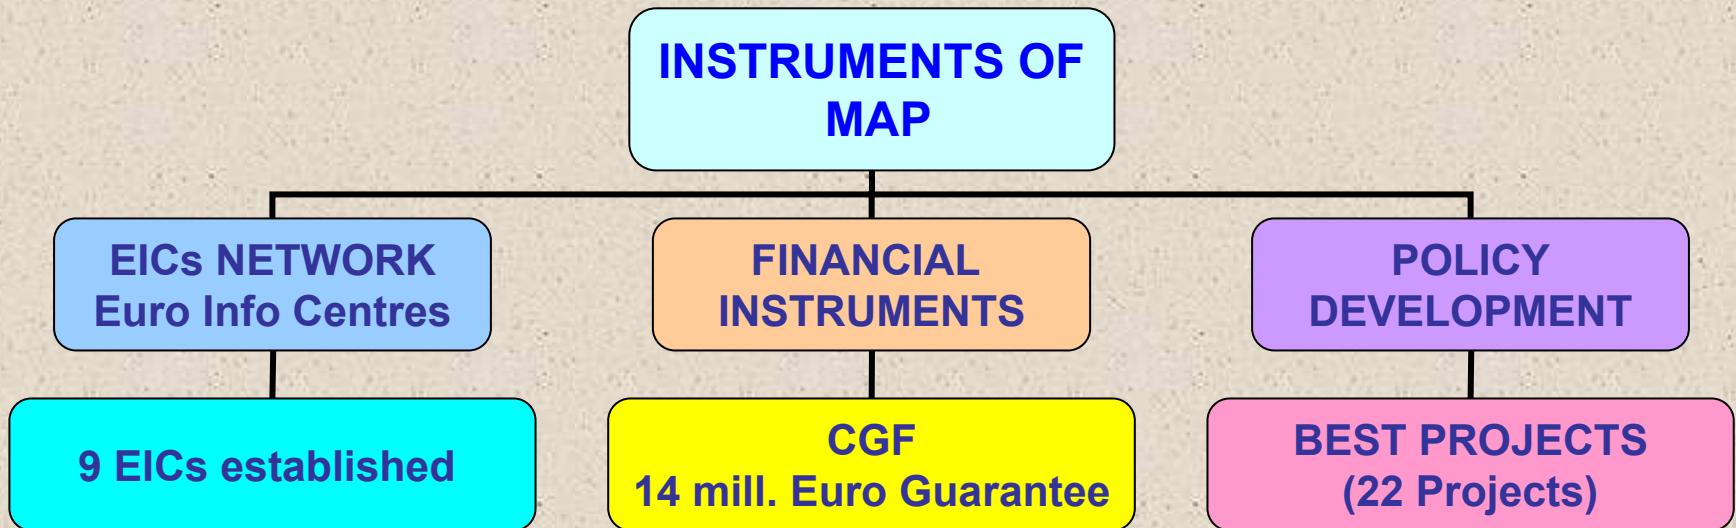 INSTRUMENTS OF
MAP
EICs NETWORK
Euro Info Centres
FINANCIAL
INSTRUMENTS
POLICY
DEVELOPMENT
9 EICs established
CGF
14 mill. Euro Guarantee
BEST PROJECTS
(22 Projects)